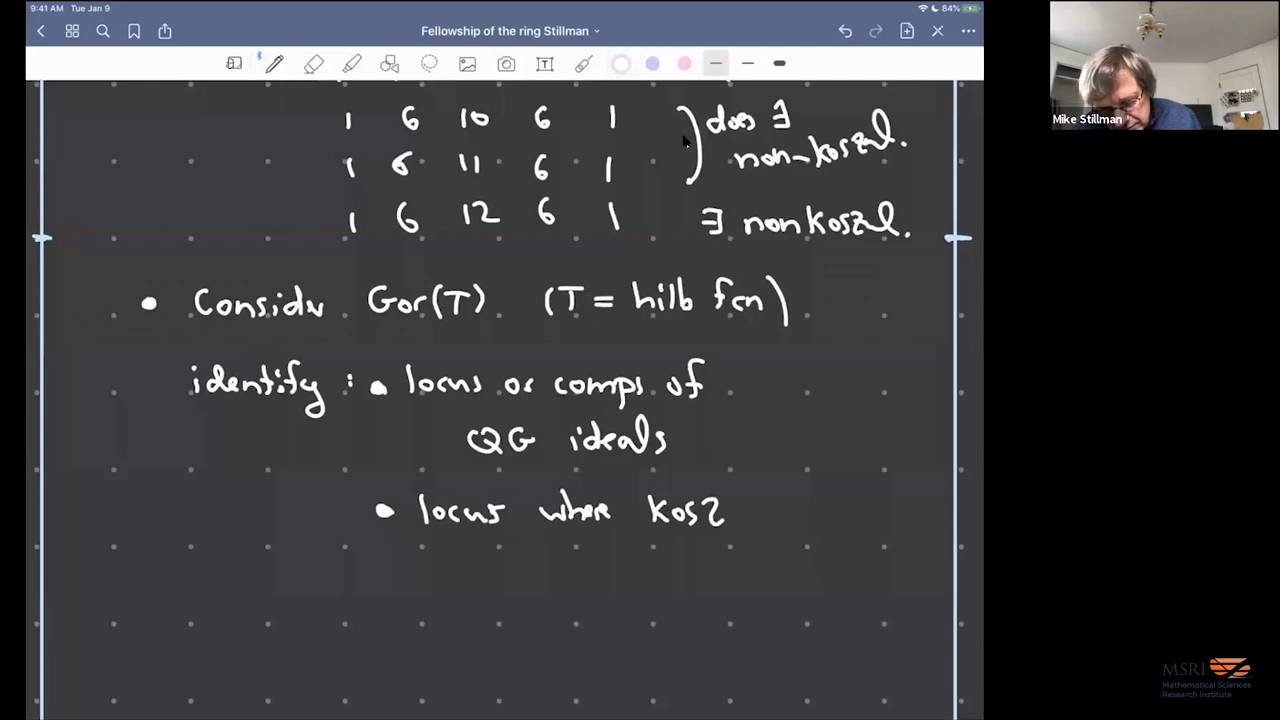 9:41 AM Tue Jan 9
84%
Fellowship of the ring Stillman
1 6 10 6 1
1 6 11 6 1
does ∃
non-koszul.
1 6 12 6 1 ∃ nonkoszul.
• Consider Gor(T) (T = hilb fcn)
identify: • locus or comps of
QG ideals
• locus where kosz
Mike Stillman
MSRI
Mathematical Sciences
Research Institute